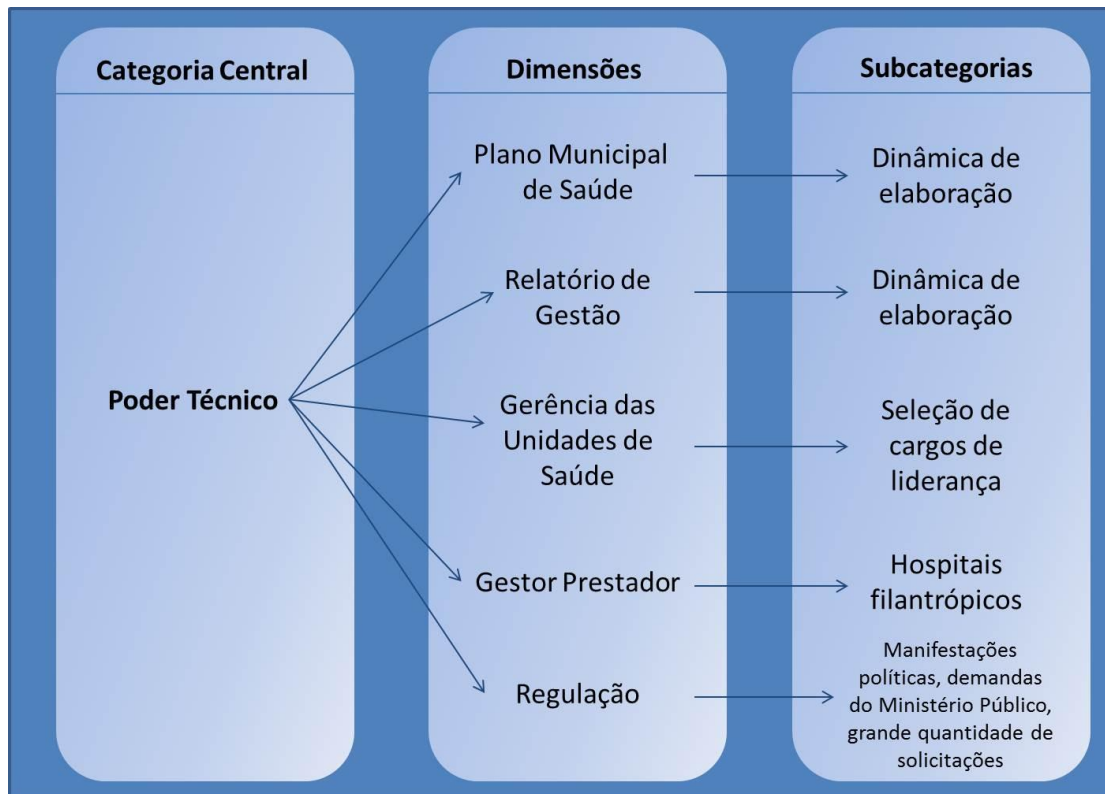 Categoria Central
Poder Técnico
Dimensões
Plano Municipal
de Saúde
Relatório de
Gestão
Gerência das
Unidades de
Saúde
Gestor Prestador
Regulação
Subcategorias
Dinâmica de
elaboração
Dinâmica de
elaboração
Seleção de
cargos de
liderança
Hospitais
filantrópicos
Manifestações
políticas, demandas
do Ministério Público,
grande quantidade de
solicitações